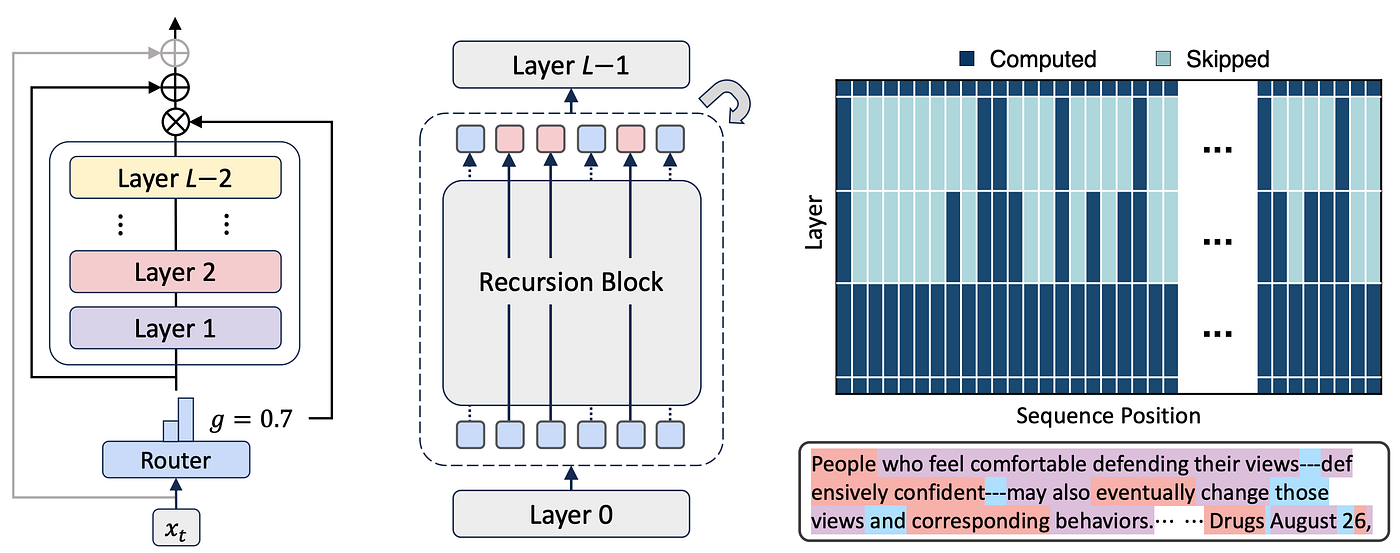 Layer L−2
⋮ ⋮
Layer 2
Layer 1
g = 0.7
Router
xₜ
Layer L−1
Recursion Block
Layer 0
Computed Skipped
Layer
...
...
...
Sequence Position
People who feel comfortable defending their views---def
ensively confident---may also eventually change those
views and corresponding behaviors.··· ··· Drugs August 26,